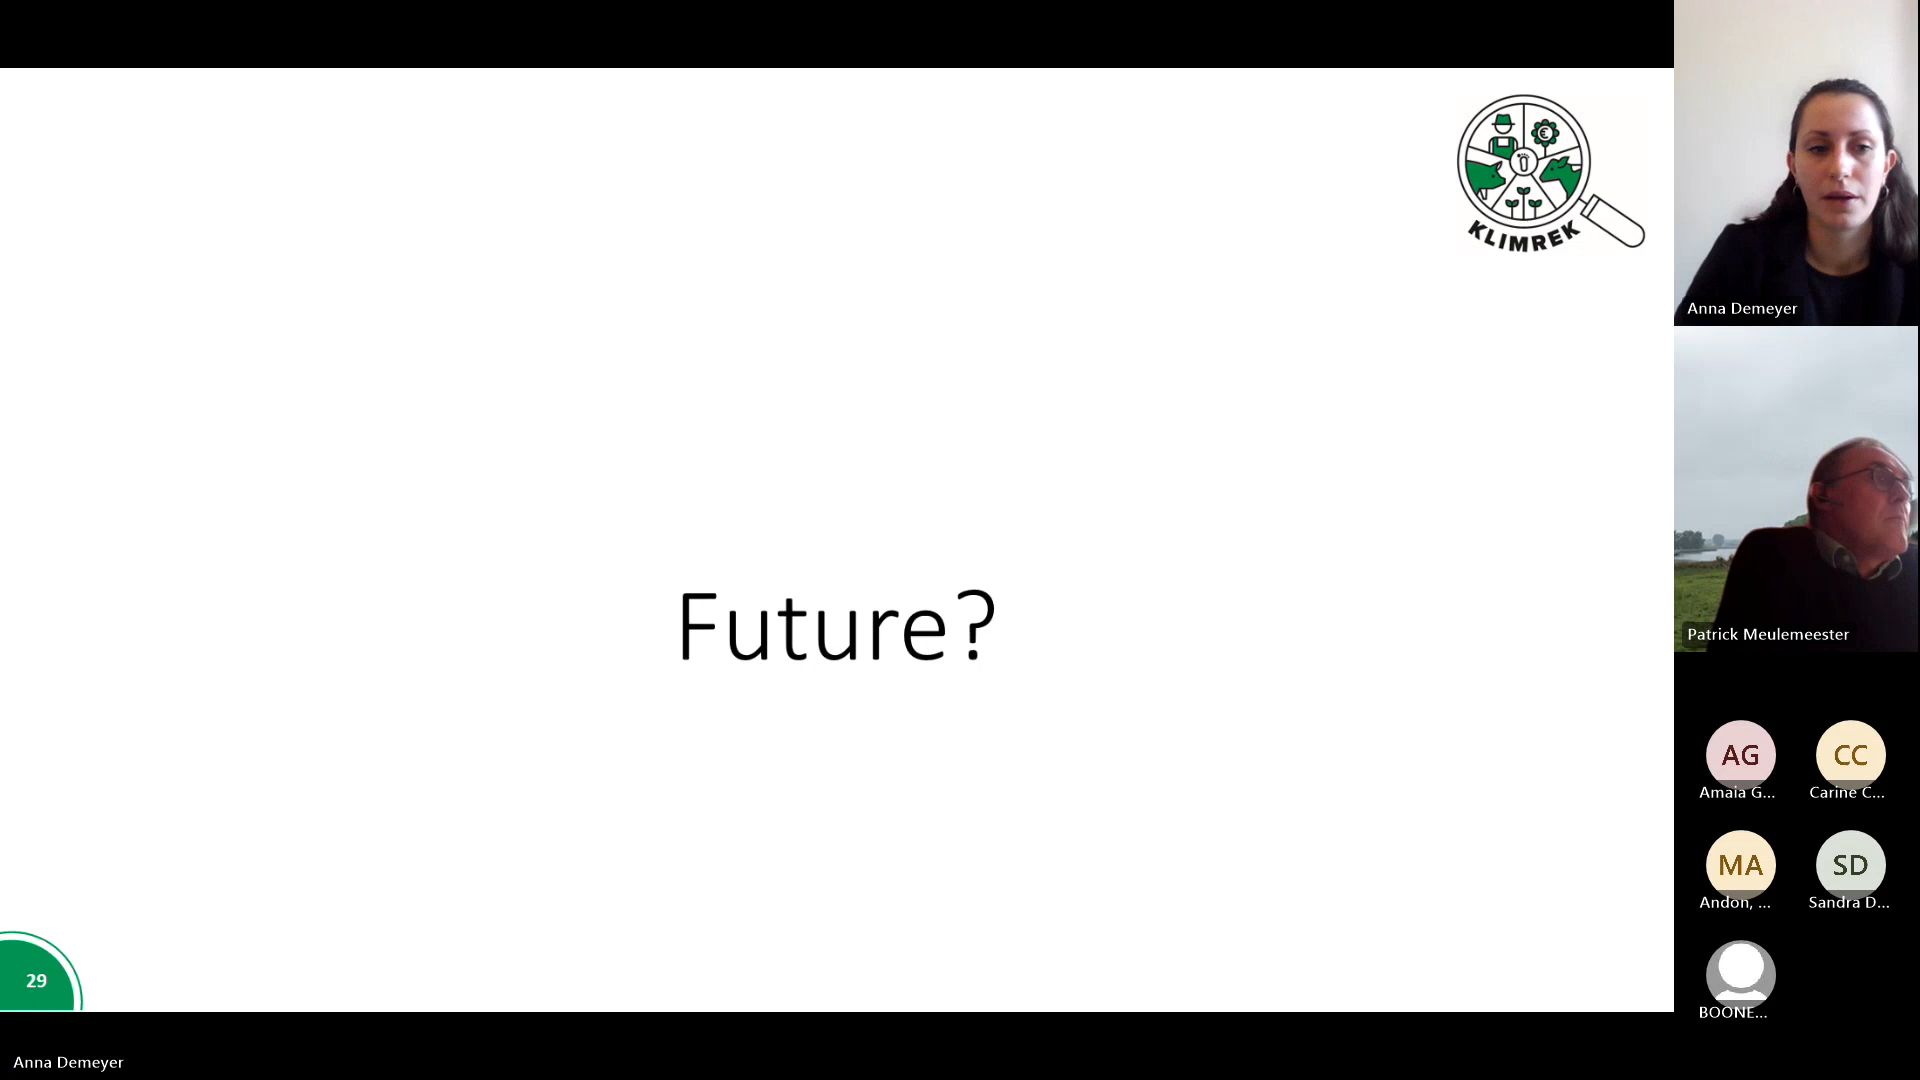 KLIMREK
€
Future?
29
Anna Demeyer
Anna Demeyer
Patrick Meulemeester
AG
CC
Amaia G...
Carine C...
MA
SD
Andon, ...
Sandra D...
BOONE...